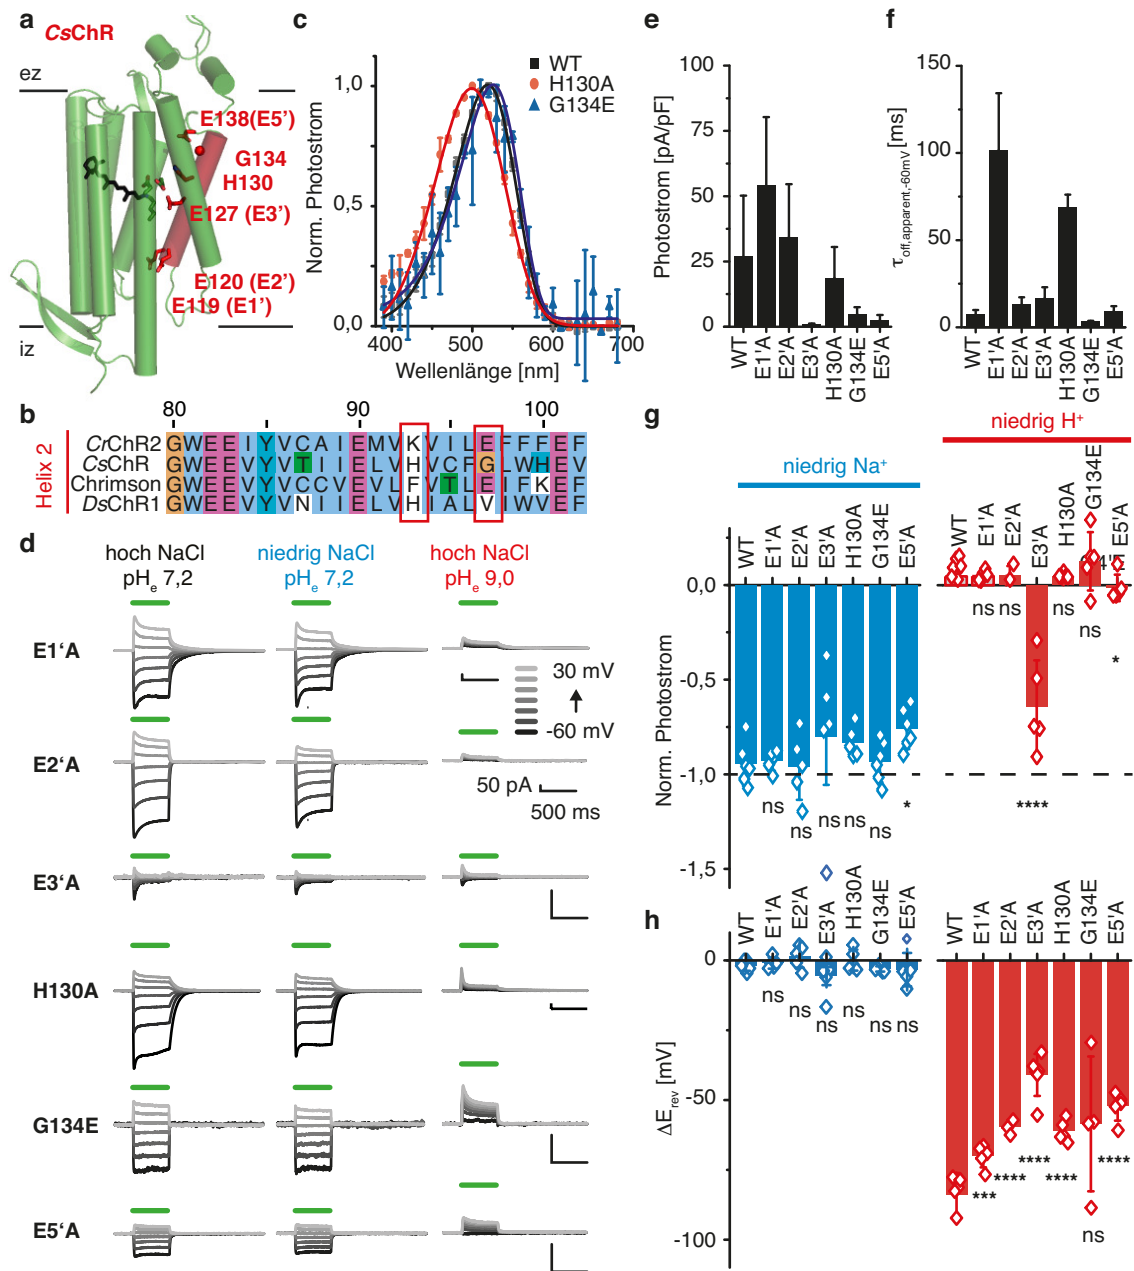 a
CsChR
ez
E138(E5')
G134
H130
E127 (E3')
E120 (E2')
E119 (E1')
iz
c
WT
H130A
G134E
Norm. Photostrom
1,0
0,5
0,0
400
500
600
700
Wellenlänge [nm]
e
Photostrom [pA/pF]
100
75
50
25
0
WT
E1'A
E2'A
E3'A
H130A
G134E
E5'A
f
τoff,apparent,-60mV [ms]
150
100
50
0
WT
E1'A
E2'A
E3'A
H130A
G134E
E5'A
b
80 90 100
Helix 2
CrChR2 GWEEIYVCAIEMVKVILEFFFEF
CsChR GWEEVYVTIIELVHVCFGLWHEV
Chrimson GWEEVYVCCVEVLFVTLEIFKEF
DsChR1 GWEEVYVNIIELVHIALVIWVEF
d
hoch NaCl
pHe 7,2
niedrig NaCl
pHe 7,2
hoch NaCl
pHe 9,0
E1‘A
30 mV
-60 mV
E2‘A
50 pA
500 ms
E3‘A
H130A
G134E
E5‘A
g
niedrig Na+
niedrig H+
WT
E1'A
E2'A
E3'A
H130A
G134E
E5'A
WT
E1'A
E2'A
E3'A
H130A
G134E
E5'A
Norm. Photostrom
0,0
-0,5
-1,0
-1,5
ns
ns
ns
ns
ns
*
ns
ns
****
ns
ns
*
h
WT
E1'A
E2'A
E3'A
H130A
G134E
E5'A
WT
E1'A
E2'A
E3'A
H130A
G134E
E5'A
ΔErev [mV]
0
-50
-100
ns
ns
ns
ns
ns
ns
***
****
****
****
ns
****